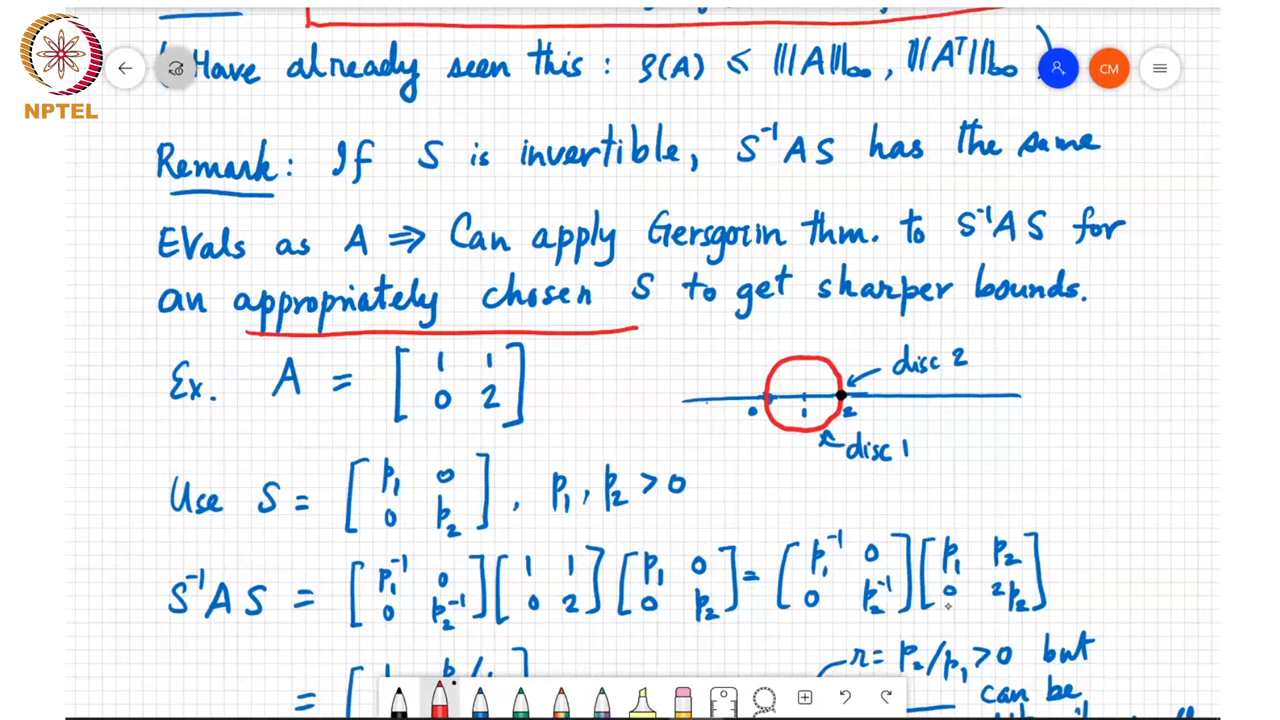 (Have already seen this : ρ(A) ≤ |||A|||∞ , |||Aᵀ|||∞ )
NPTEL
CM
Remark : If S is invertible, S⁻¹AS has the same
EVals as A ⇒ Can apply Gersgorin thm. to S⁻¹AS for
an appropriately chosen S to get sharper bounds.
Ex. A = [ 1 1 ; 0 2 ]
disc 2
0 1 2
disc 1
Use S = [ p₁ 0 ; 0 p₂ ] , p₁ , p₂ > 0
S⁻¹AS = [ p₁⁻¹ 0 ; 0 p₂⁻¹ ] [ 1 1 ; 0 2 ] [ p₁ 0 ; 0 p₂ ] = [ p₁⁻¹ 0 ; 0 p₂⁻¹ ] [ p₁ p₂ ; 0 2p₂ ]
r = p₂/p₁ > 0 but
= [
can be